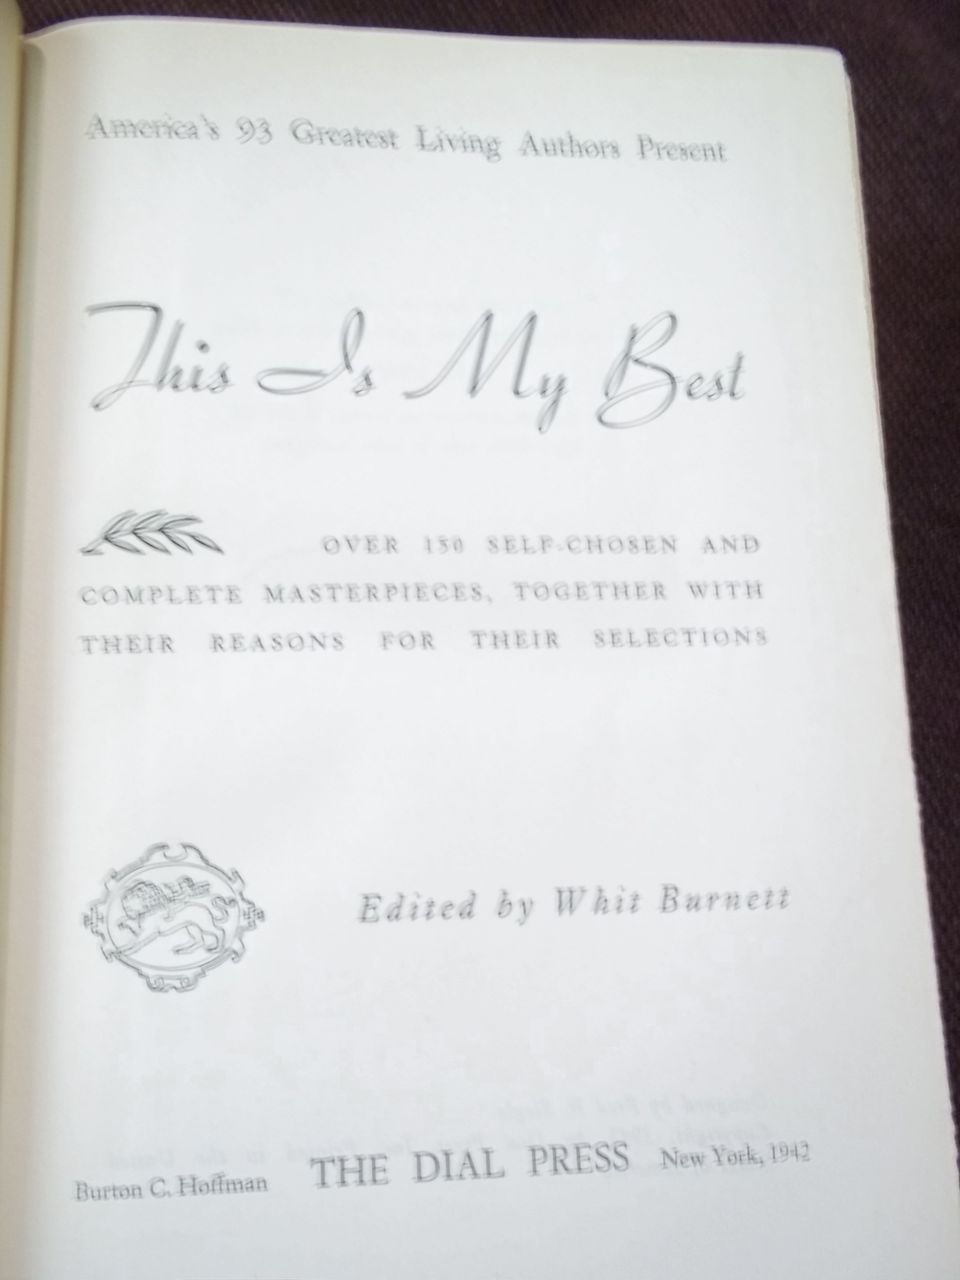 America's 93 Greatest Living Authors Present
This Is My Best
OVER 150 SELF-CHOSEN AND
COMPLETE MASTERPIECES, TOGETHER WITH
THEIR REASONS FOR THEIR SELECTIONS
Edited by Whit Burnett
Burton C. Hoffman THE DIAL PRESS New York, 1942